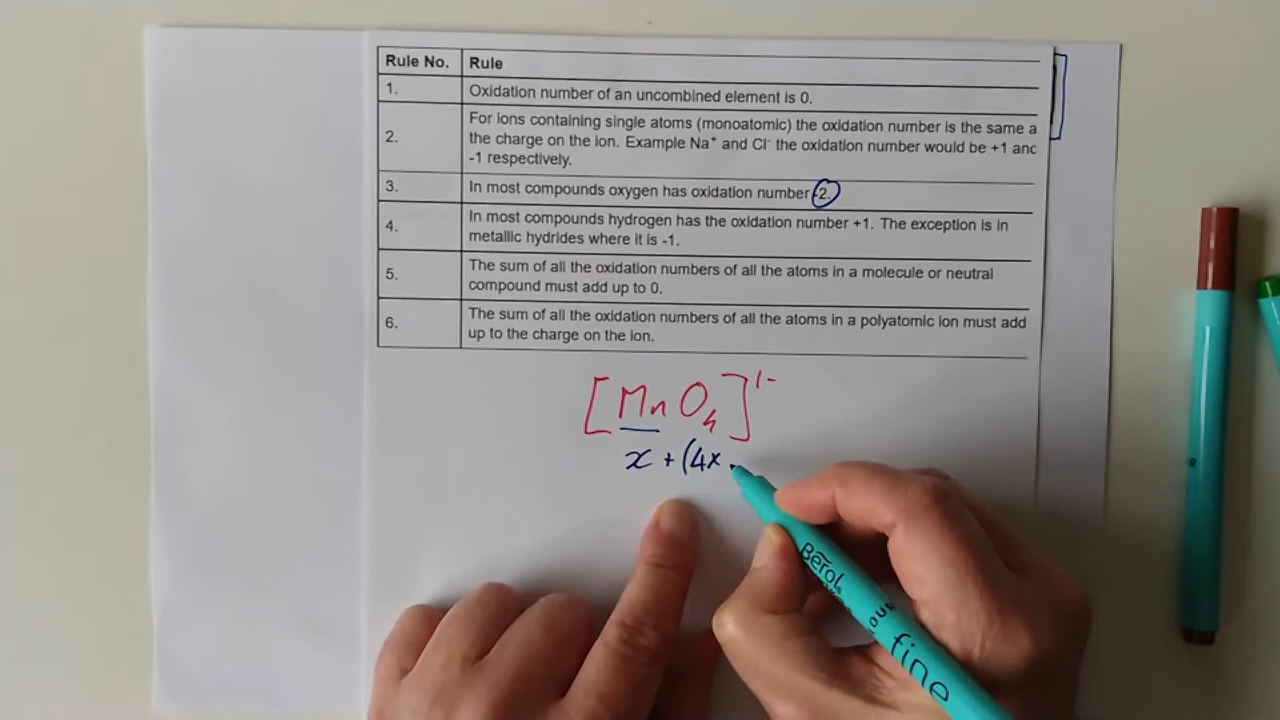 Rule No. Rule
1. Oxidation number of an uncombined element is 0.
For ions containing single atoms (monoatomic) the oxidation number is the same a
2. the charge on the ion. Example Na⁺ and Cl⁻ the oxidation number would be +1 and
-1 respectively.
3. In most compounds oxygen has oxidation number -2.
4. In most compounds hydrogen has the oxidation number +1. The exception is in
metallic hydrides where it is -1.
5. The sum of all the oxidation numbers of all the atoms in a molecule or neutral
compound must add up to 0.
6. The sum of all the oxidation numbers of all the atoms in a polyatomic ion must add
up to the charge on the ion.
[MnO₄]¹⁻
x + (4x
Berol
fine